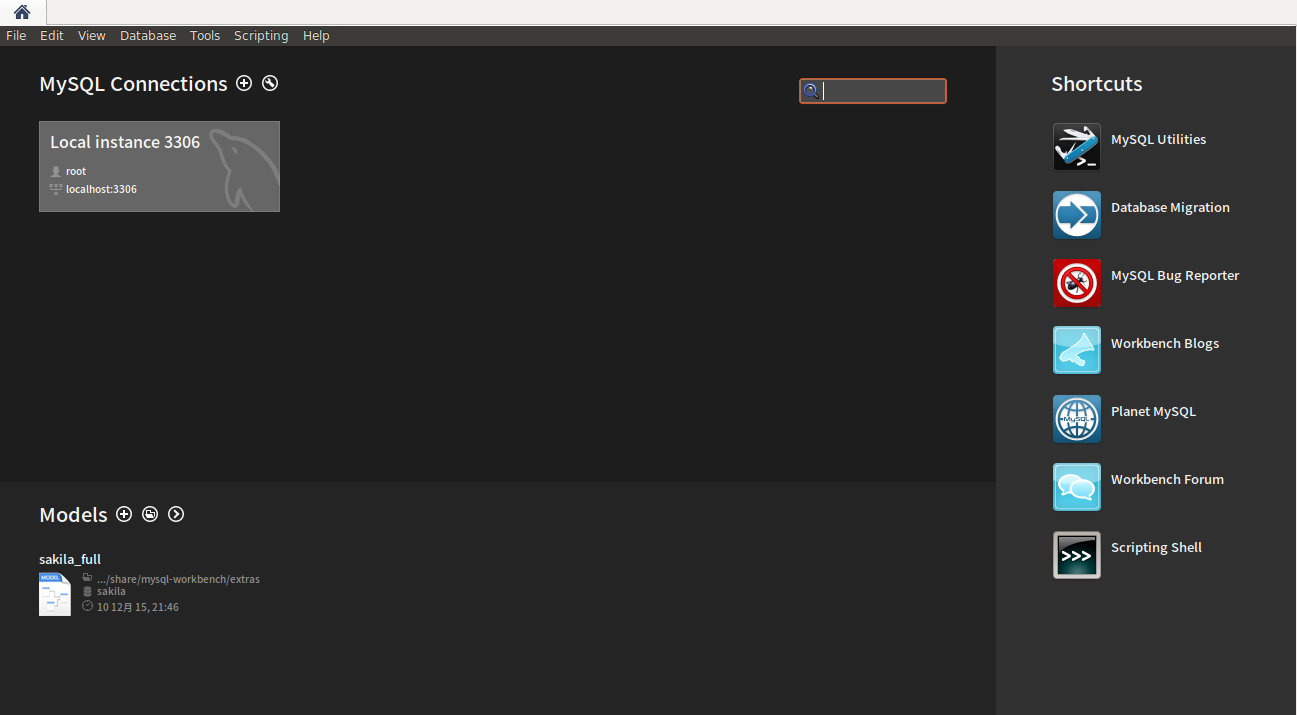 File Edit View Database Tools Scripting Help
MySQL Connections
Local instance 3306
root
localhost:3306
Models
sakila_full
MODEL
.../share/mysql-workbench/extras
sakila
10 12月 15, 21:46
Shortcuts
>_
MySQL Utilities
Database Migration
MySQL Bug Reporter
Workbench Blogs
MySQL
Planet MySQL
Workbench Forum
>>>
Scripting Shell